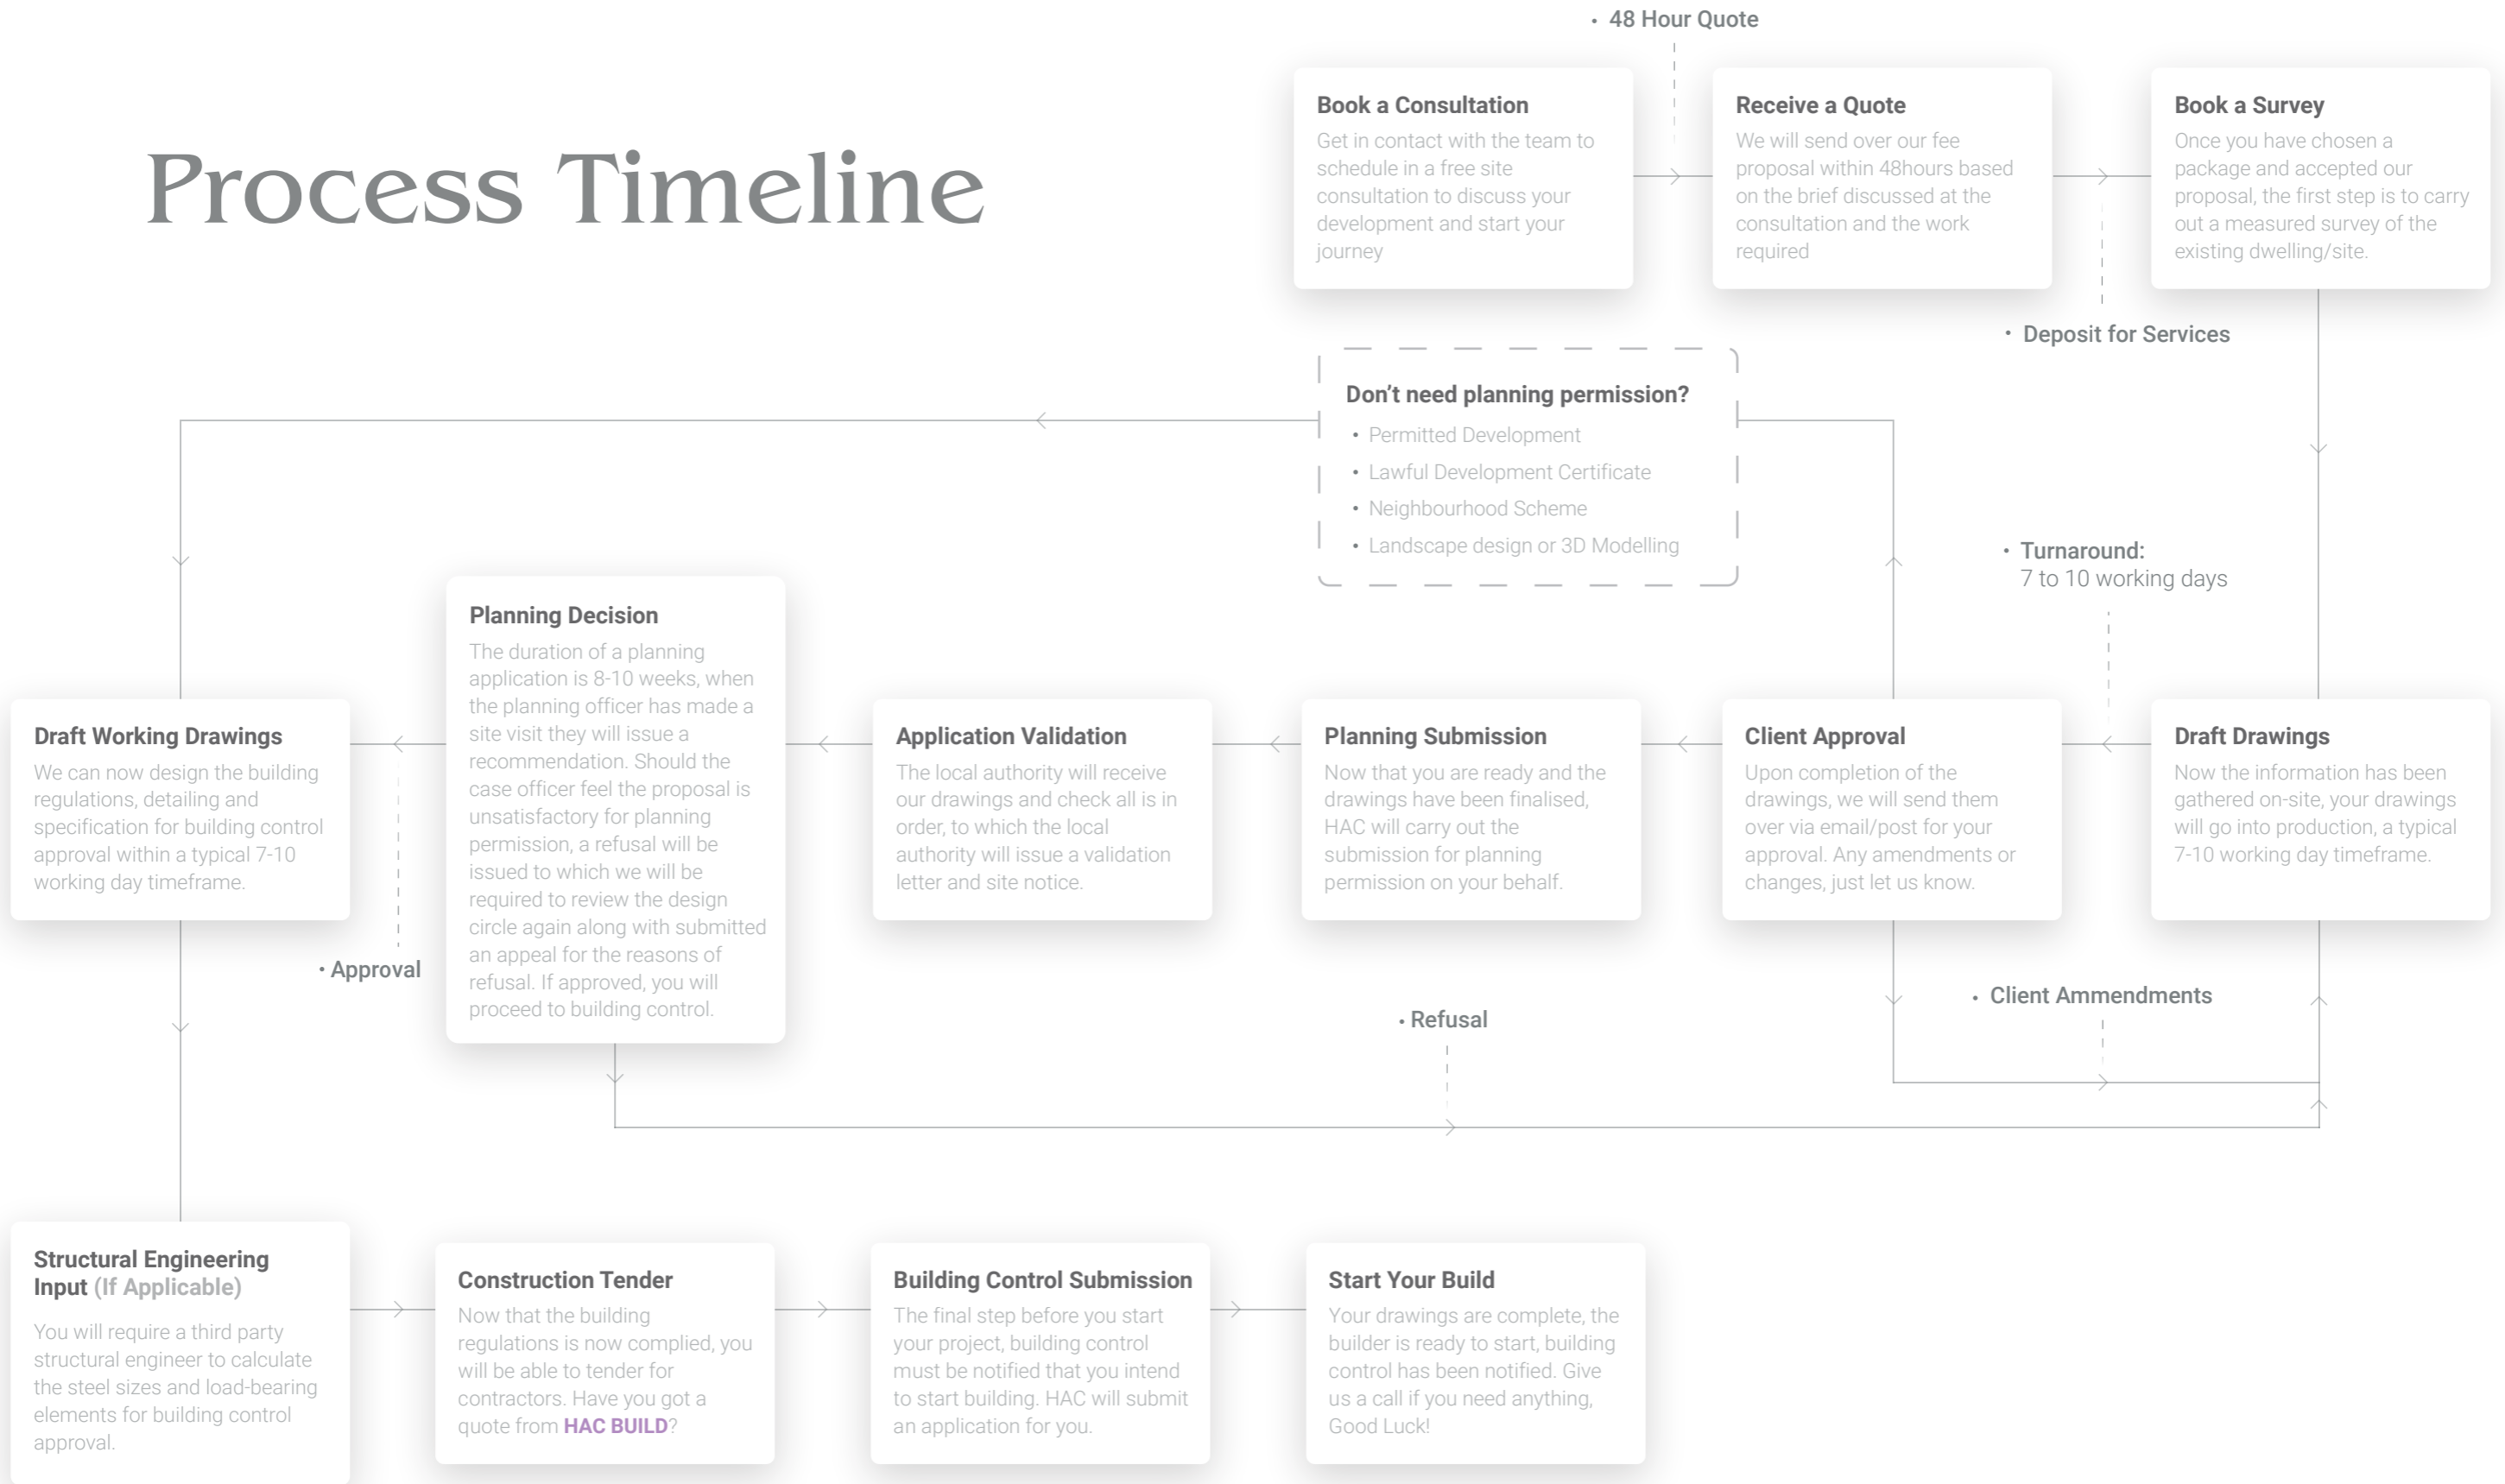 Process Timeline
• 48 Hour Quote
Book a Consultation
Get in contact with the team to
schedule in a free site
consultation to discuss your
development and start your
journey
Receive a Quote
We will send over our fee
proposal within 48hours based
on the brief discussed at the
consultation and the work
required
Book a Survey
Once you have chosen a
package and accepted our
proposal, the first step is to carry
out a measured survey of the
existing dwelling/site.
• Deposit for Services
Don’t need planning permission?
• Permitted Development
• Lawful Development Certificate
• Neighbourhood Scheme
• Landscape design or 3D Modelling
• Turnaround:
7 to 10 working days
Draft Drawings
Now the information has been
gathered on-site, your drawings
will go into production, a typical
7-10 working day timeframe.
Client Approval
Upon completion of the
drawings, we will send them
over via email/post for your
approval. Any amendments or
changes, just let us know.
• Client Ammendments
Planning Submission
Now that you are ready and the
drawings have been finalised,
HAC will carry out the
submission for planning
permission on your behalf.
Application Validation
The local authority will receive
our drawings and check all is in
order, to which the local
authority will issue a validation
letter and site notice.
Planning Decision
The duration of a planning
application is 8-10 weeks, when
the planning officer has made a
site visit they will issue a
recommendation. Should the
case officer feel the proposal is
unsatisfactory for planning
permission, a refusal will be
issued to which we will be
required to review the design
circle again along with submitted
an appeal for the reasons of
refusal. If approved, you will
proceed to building control.
• Refusal
• Approval
Draft Working Drawings
We can now design the building
regulations, detailing and
specification for building control
approval within a typical 7-10
working day timeframe.
Structural Engineering
Input (If Applicable)
You will require a third party
structural engineer to calculate
the steel sizes and load-bearing
elements for building control
approval.
Construction Tender
Now that the building
regulations is now complied, you
will be able to tender for
contractors. Have you got a
quote from HAC BUILD?
Building Control Submission
The final step before you start
your project, building control
must be notified that you intend
to start building. HAC will submit
an application for you.
Start Your Build
Your drawings are complete, the
builder is ready to start, building
control has been notified. Give
us a call if you need anything,
Good Luck!